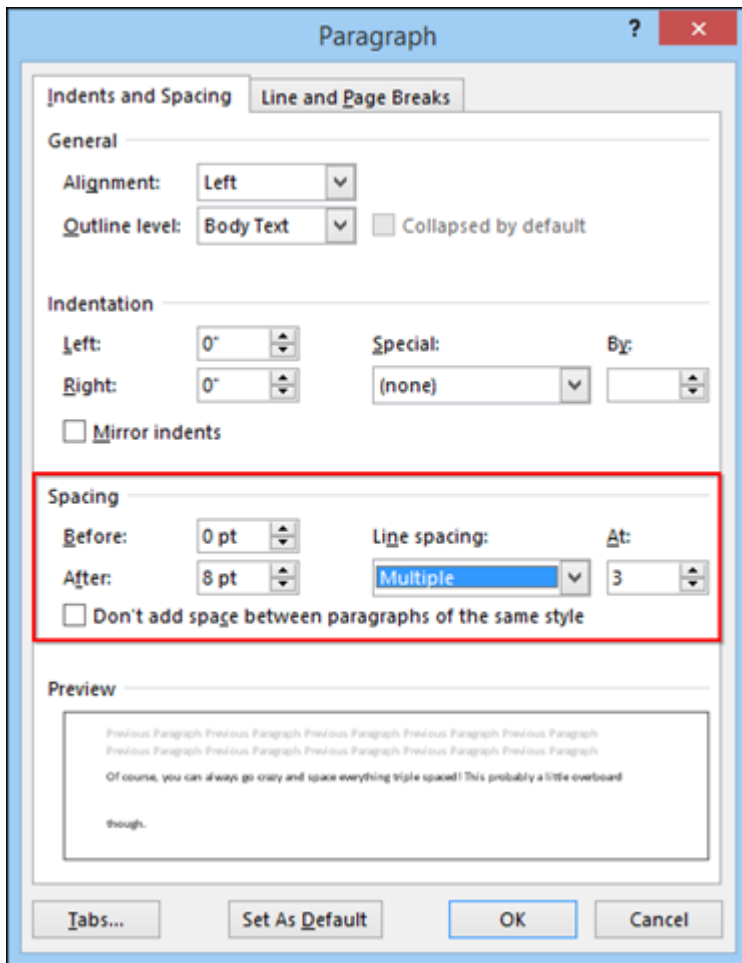 Paragraph ?
Indents and Spacing Line and Page Breaks
General
Alignment: Left
Outline level: Body Text Collapsed by default
Indentation
Left: 0" Special: By:
Right: 0" (none)
Mirror indents
Spacing
Before: 0 pt Line spacing: At:
After: 8 pt Multiple 3
Don't add space between paragraphs of the same style
Preview
Previous Paragraph Previous Paragraph Previous Paragraph Previous Paragraph Previous Paragraph
Previous Paragraph Previous Paragraph Previous Paragraph Previous Paragraph Previous Paragraph
Of course, you can always go crazy and space everything triple spaced! This probably a little overboard
though.
Tabs... Set As Default OK Cancel